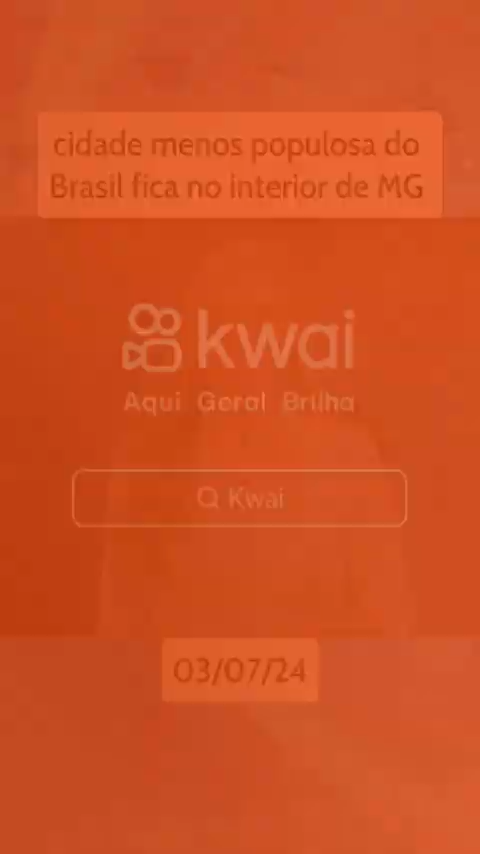 cidade menos populosa do
Brasil fica no interior de MG
kwai
Aqui Geral Brilha
Kwai
03/07/24